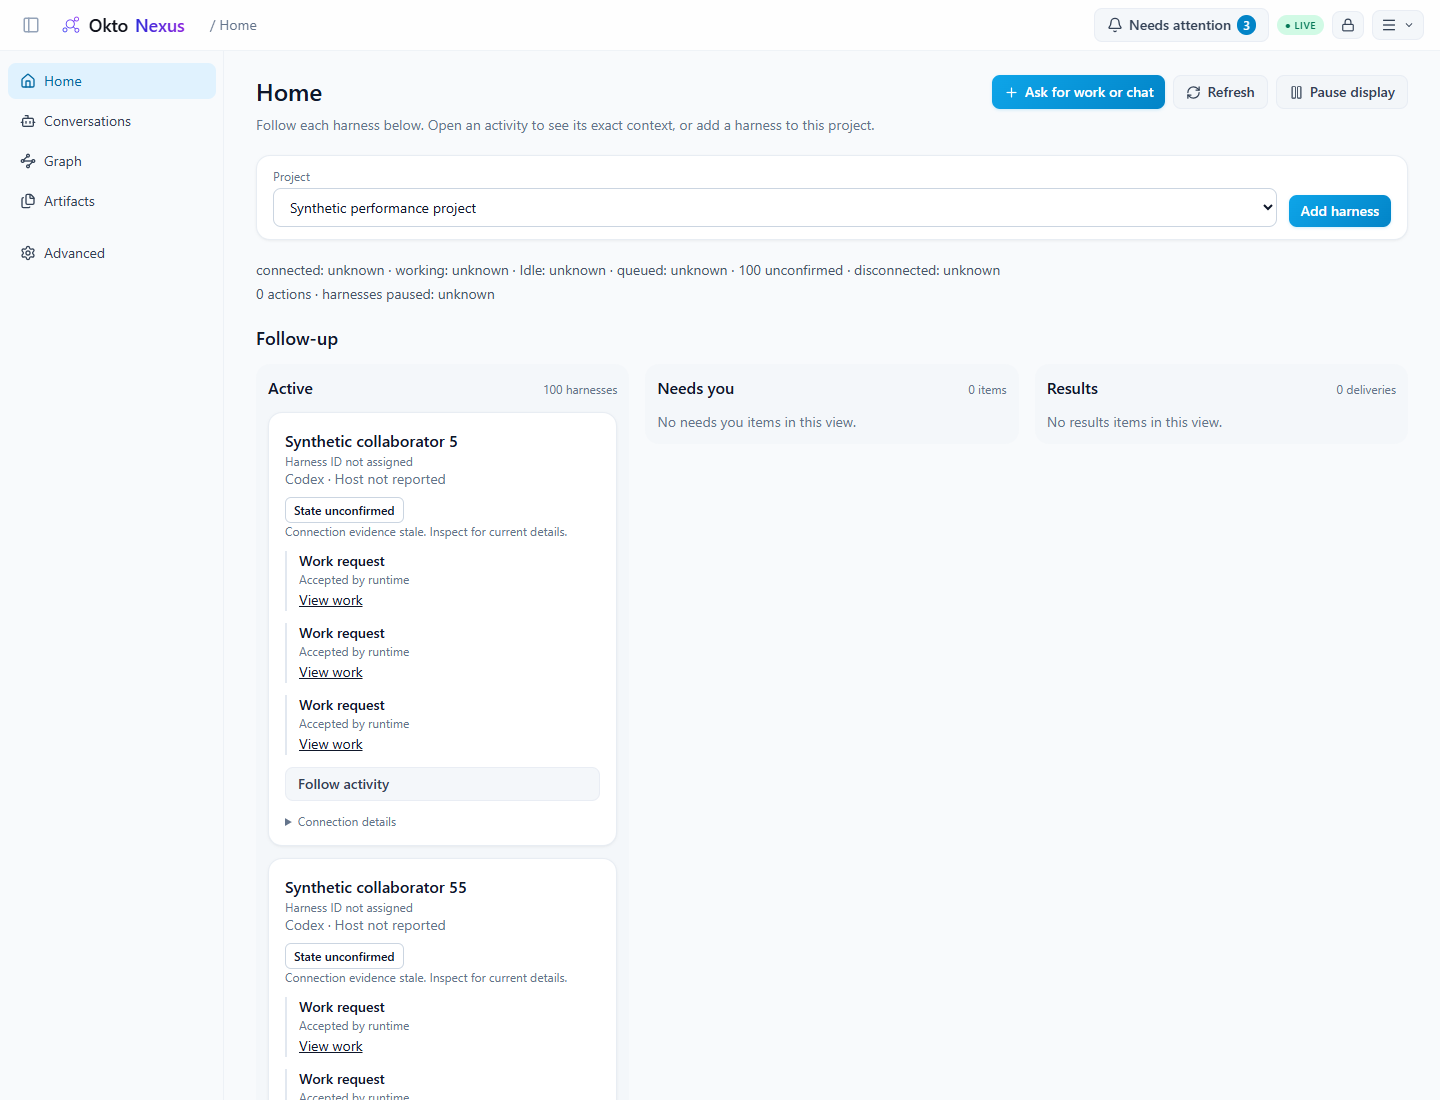 Okto Nexus
/ Home
Needs attention 3
LIVE
Home
Conversations
Graph
Artifacts
Advanced
Home
Ask for work or chat
Refresh
Pause display
Follow each harness below. Open an activity to see its exact context, or add a harness to this project.
Project
Synthetic performance project
Add harness
connected: unknown · working: unknown · Idle: unknown · queued: unknown · 100 unconfirmed · disconnected: unknown
0 actions · harnesses paused: unknown
Follow-up
Active
100 harnesses
Synthetic collaborator 5
Harness ID not assigned
Codex · Host not reported
State unconfirmed
Connection evidence stale. Inspect for current details.
Work request
Accepted by runtime
View work
Work request
Accepted by runtime
View work
Work request
Accepted by runtime
View work
Follow activity
Connection details
Synthetic collaborator 55
Harness ID not assigned
Codex · Host not reported
State unconfirmed
Connection evidence stale. Inspect for current details.
Work request
Accepted by runtime
View work
Work request
Accepted by runtime
Needs you
0 items
No needs you items in this view.
Results
0 deliveries
No results items in this view.